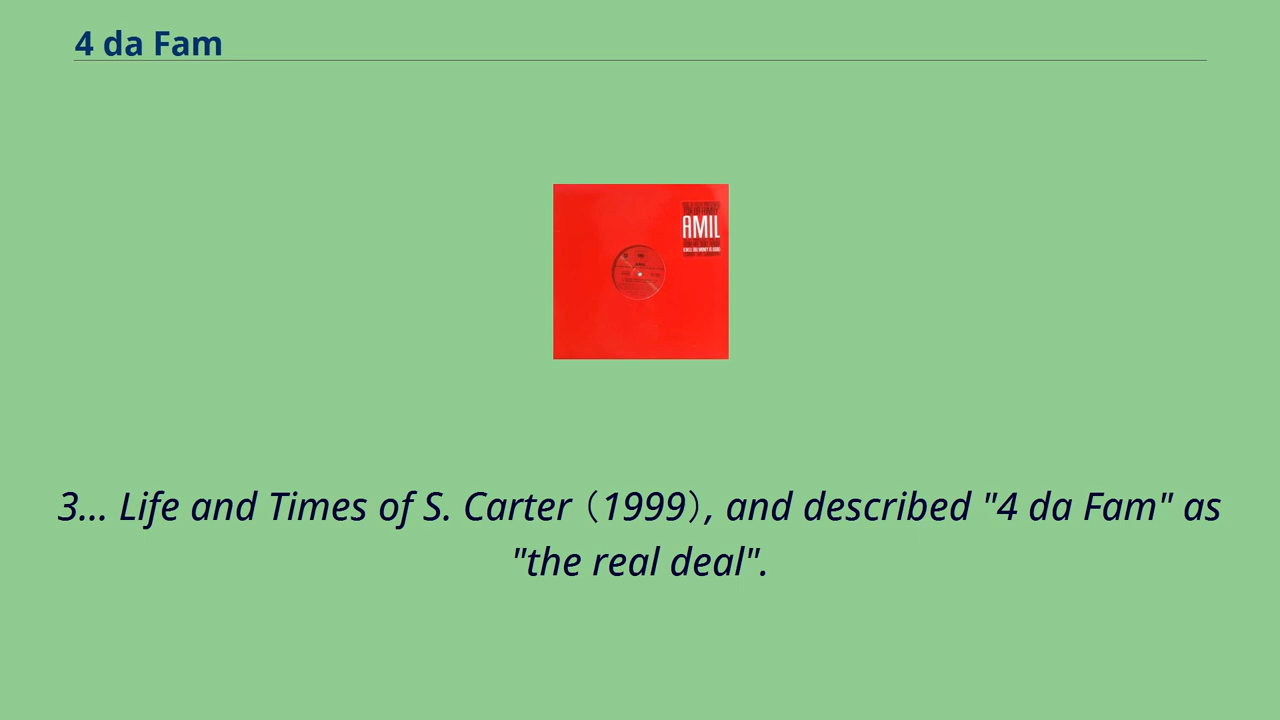 4 da Fam
AMIL
3... Life and Times of S. Carter（1999）, and described "4 da Fam" as
"the real deal".